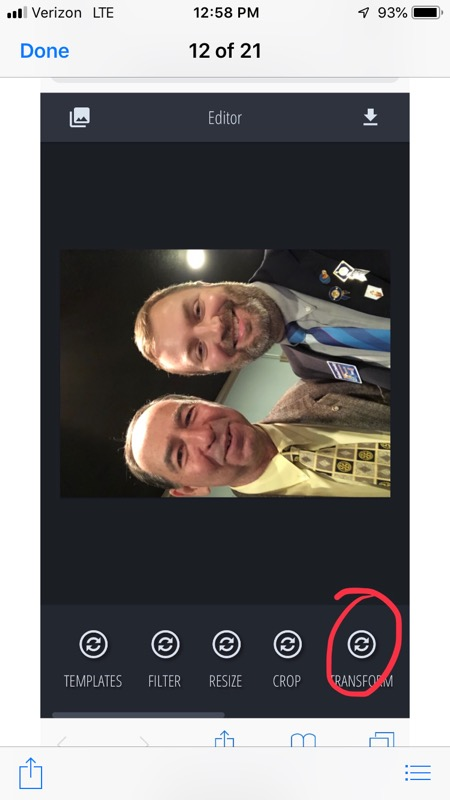 Verizon LTE 12:58 PM 93%
Done 12 of 21
Editor
TEMPLATES FILTER RESIZE CROP TRANSFORM